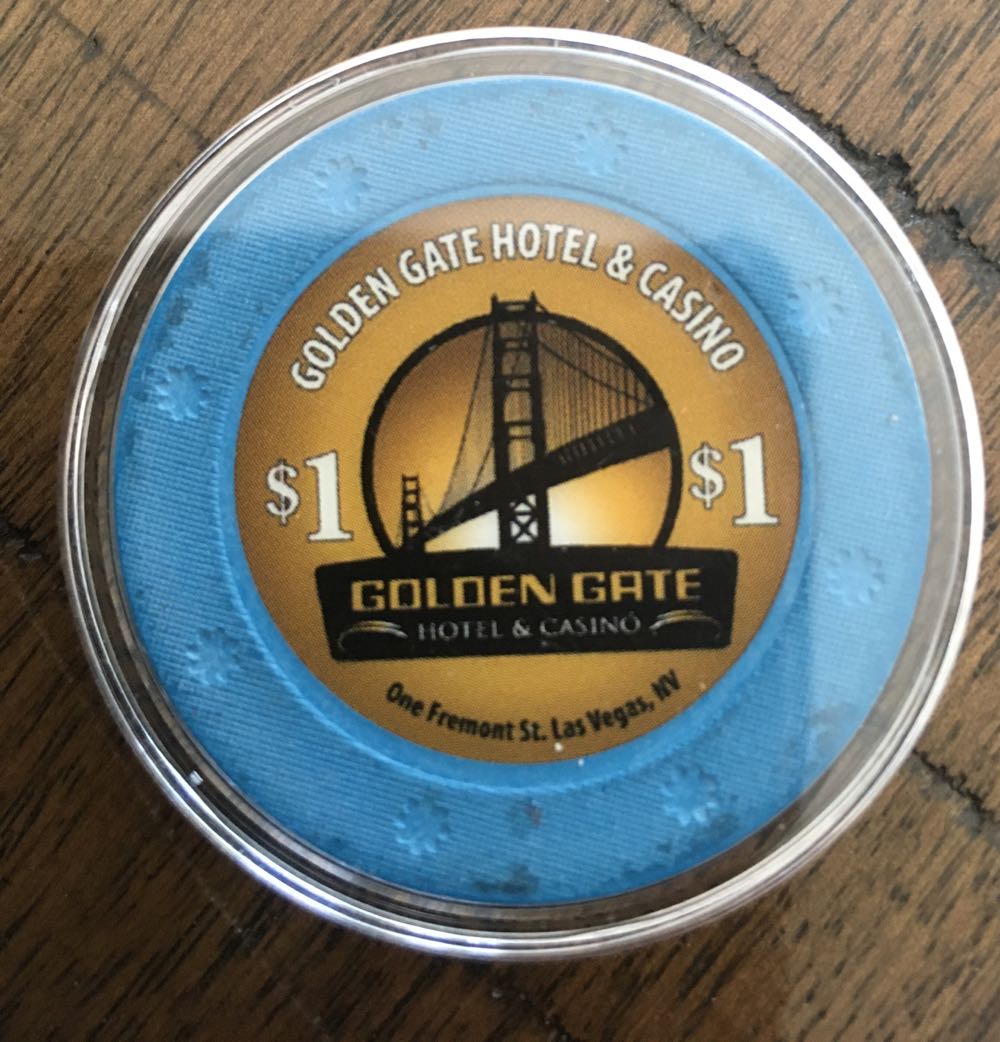 GOLDEN GATE HOTEL & CASINO
$1
$1
GOLDEN GATE
HOTEL & CASINO
One Fremont St. Las Vegas, NV